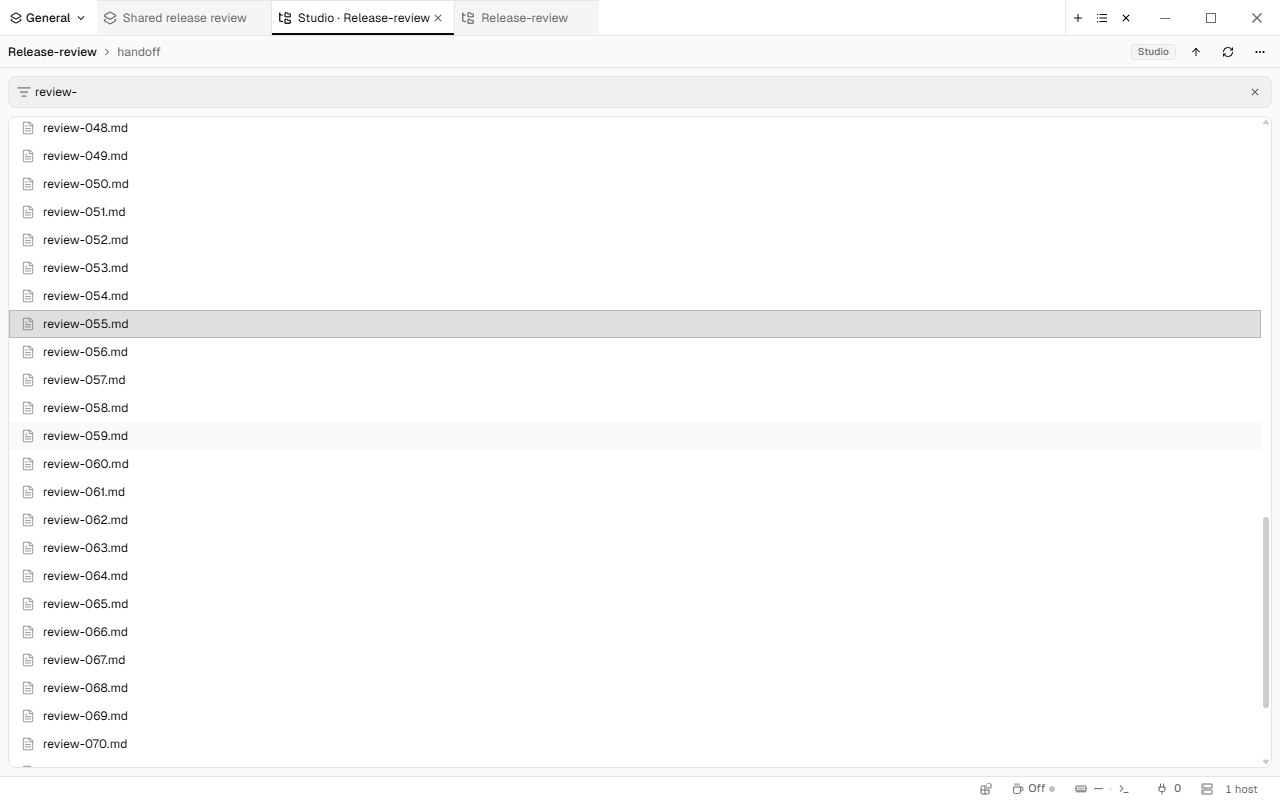 General
Shared release review
Studio · Release-review
Release-review
Release-review > handoff
Studio
review-
review-048.md
review-049.md
review-050.md
review-051.md
review-052.md
review-053.md
review-054.md
review-055.md
review-056.md
review-057.md
review-058.md
review-059.md
review-060.md
review-061.md
review-062.md
review-063.md
review-064.md
review-065.md
review-066.md
review-067.md
review-068.md
review-069.md
review-070.md
Off
— ·
0
1 host